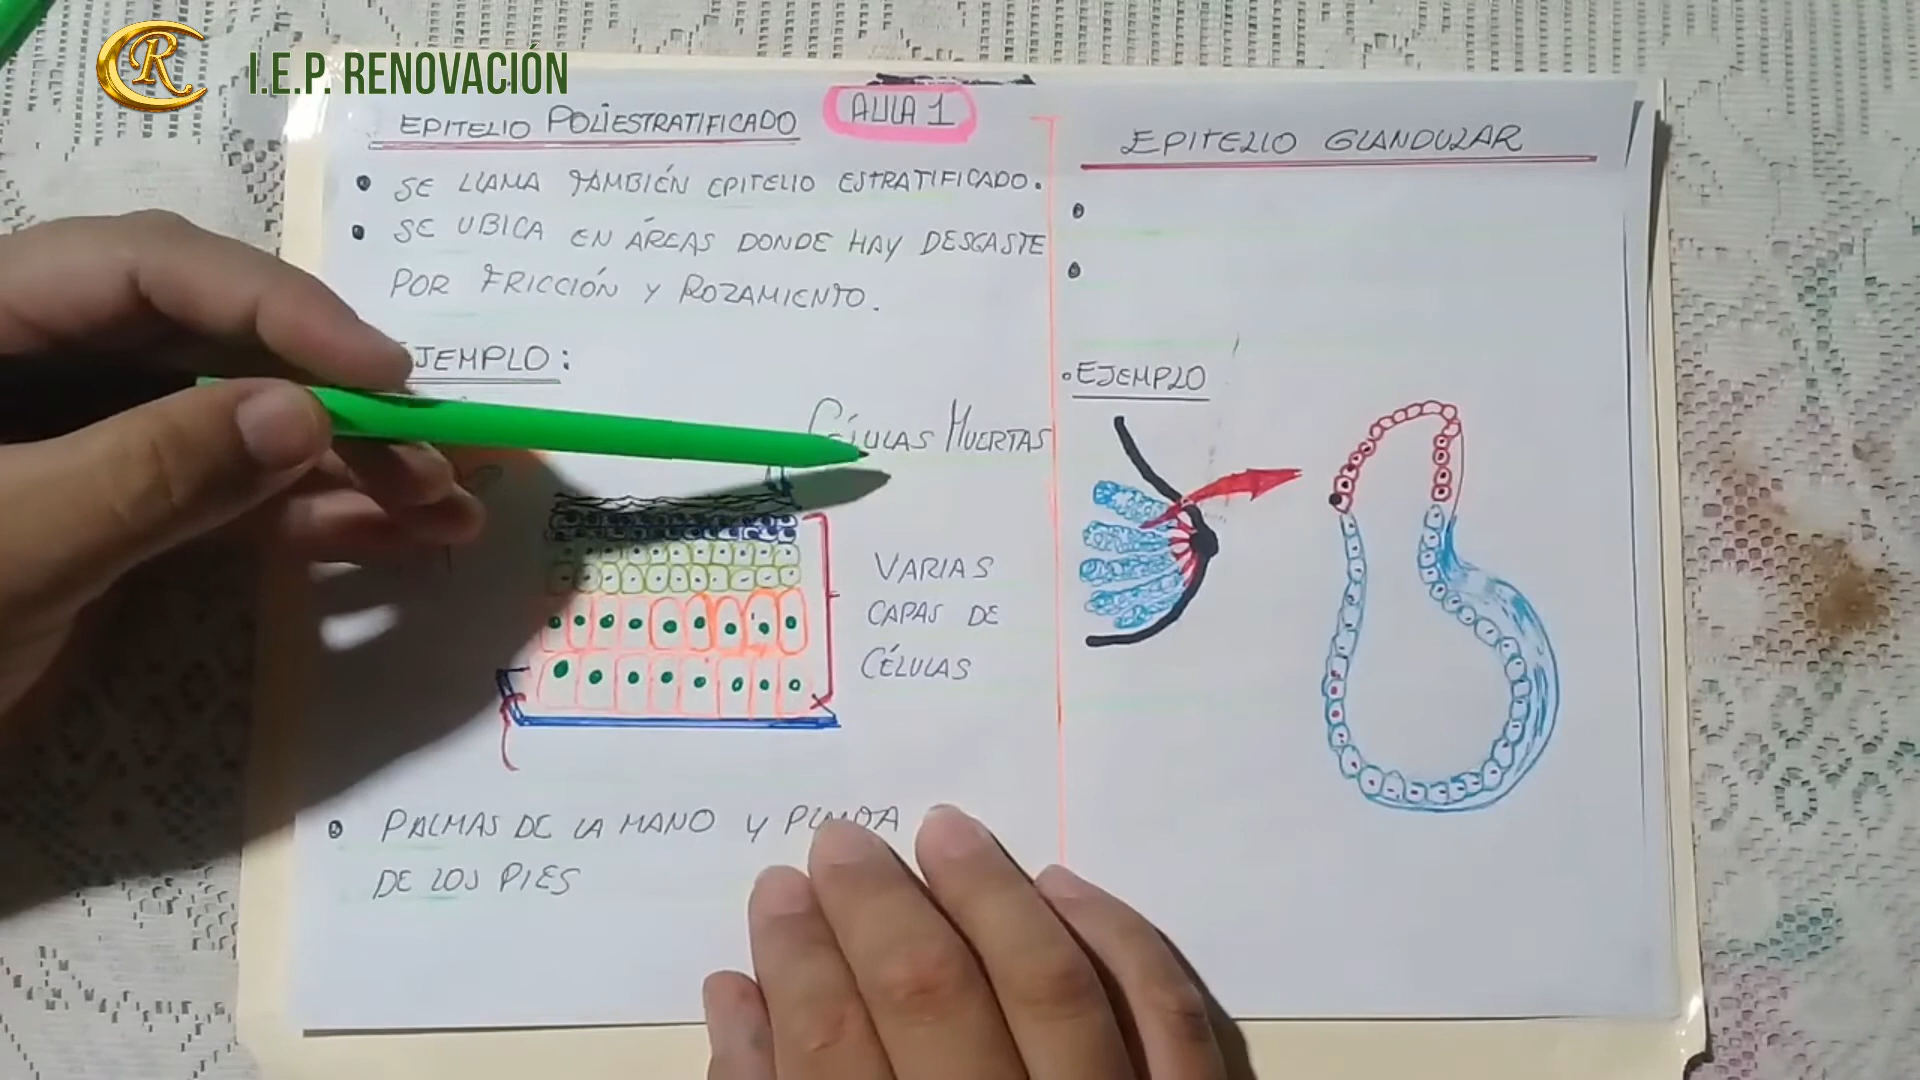 I.E.P. RENOVACIÓN
EPITELIO POLIESTRATIFICADO
AULA 1
• SE LLAMA TAMBIÉN EPITELIO ESTRATIFICADO.
• SE UBICA EN ÁREAS DONDE HAY DESGASTE
POR FRICCIÓN Y ROZAMIENTO.
EJEMPLO:
CÉLULAS MUERTAS
VARIAS
CAPAS DE
CÉLULAS
• PALMAS DE LA MANO Y PLANTA
DE LOS PIES
EPITELIO GLANDULAR
• EJEMPLO